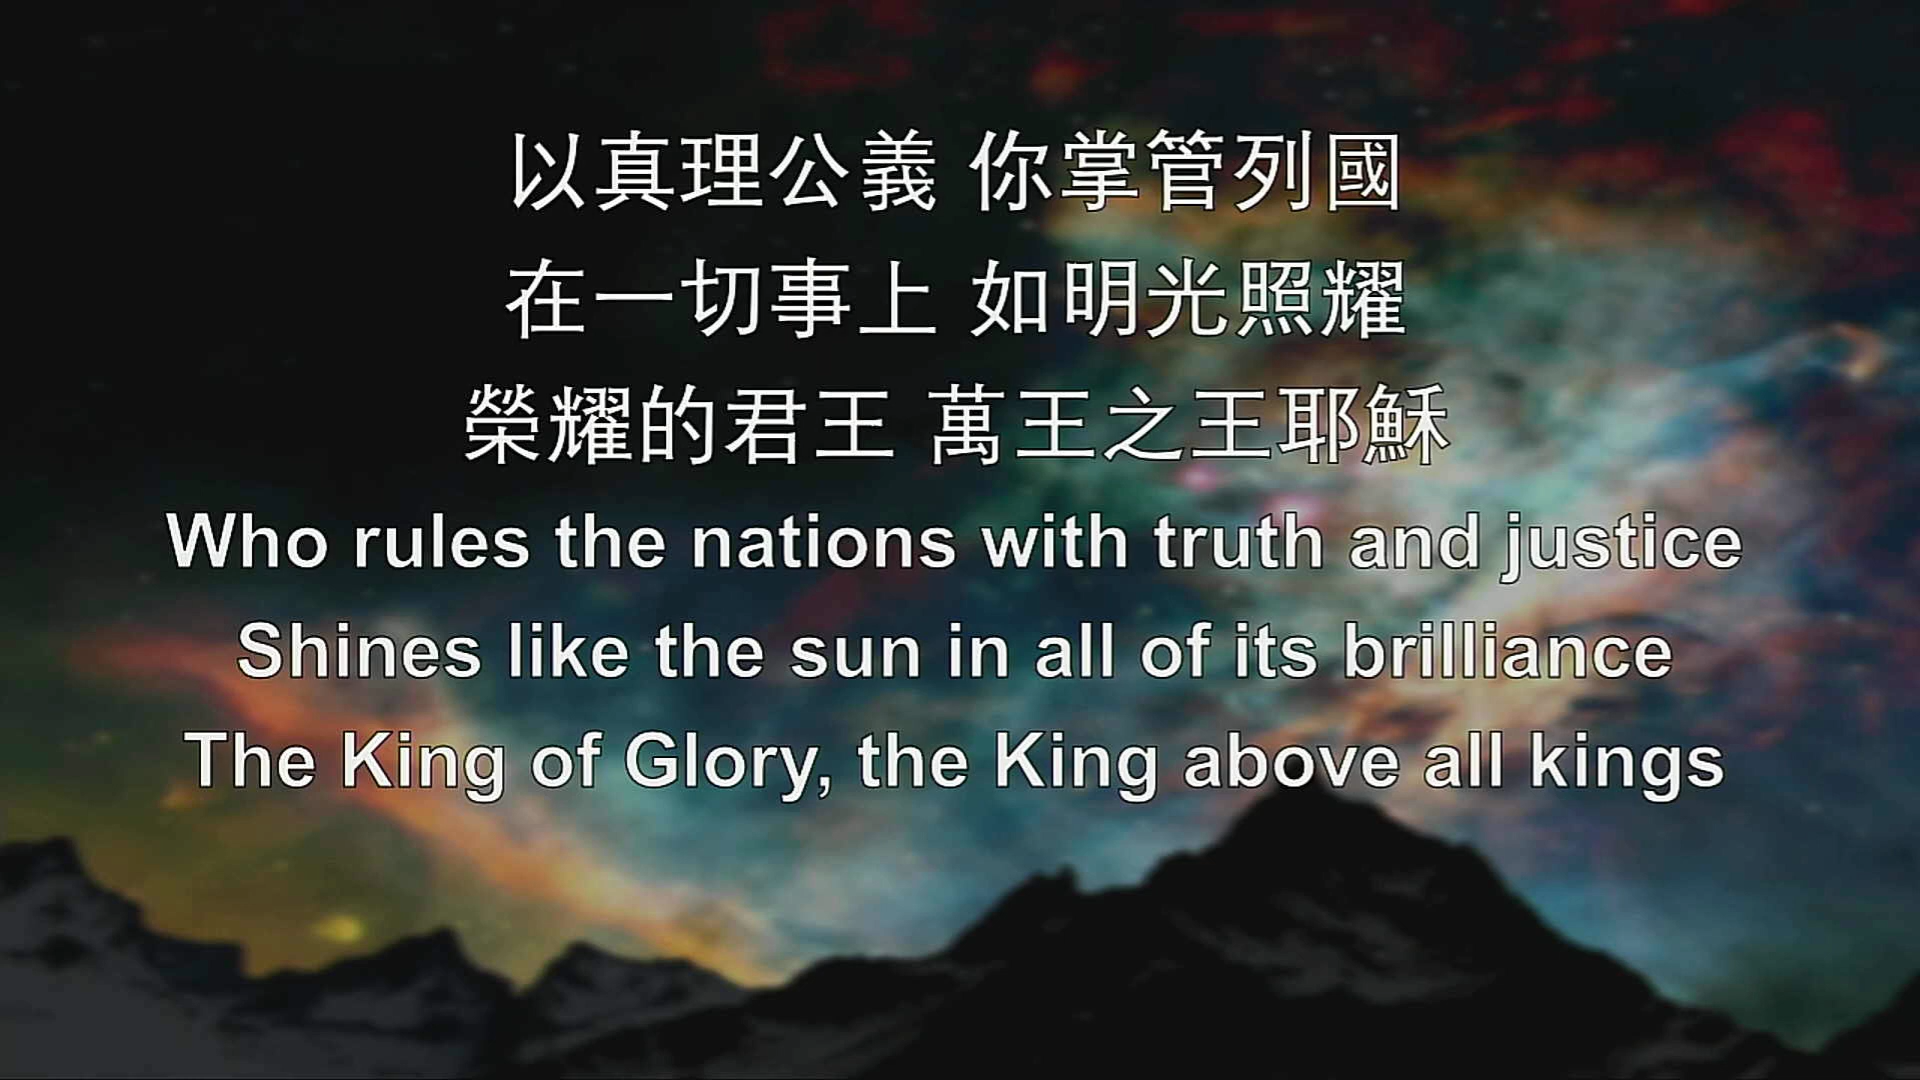 以真理公義 你掌管列國
在一切事上 如明光照耀
榮耀的君王 萬王之王耶穌
Who rules the nations with truth and justice
Shines like the sun in all of its brilliance
The King of Glory, the King above all kings